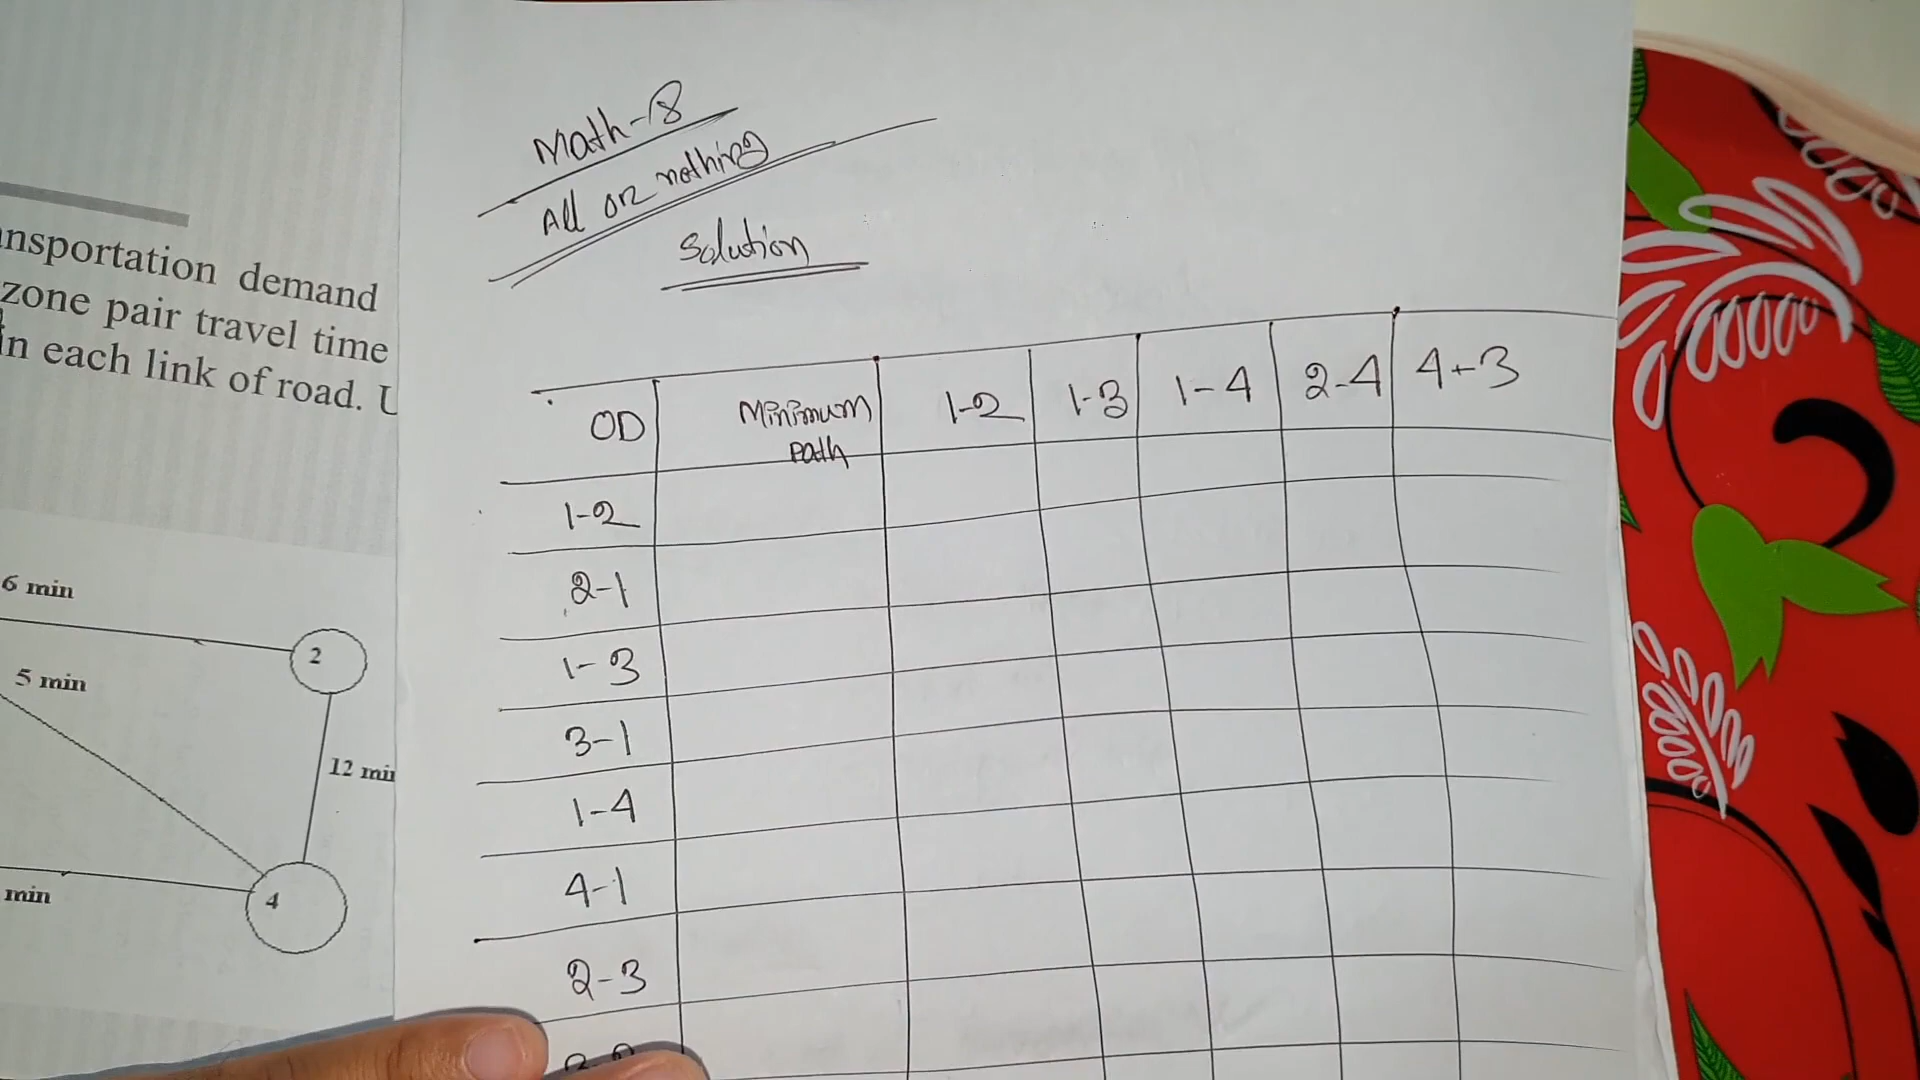 Math-18
All or nothing
Solution
nsportation demand
zone pair travel time
in each link of road. U
6 min
5 min
2
12 mi
min
4
OD Minimum path 1-2 1-3 1-4 2-4 4-3
1-2
2-1
1-3
3-1
1-4
4-1
2-3